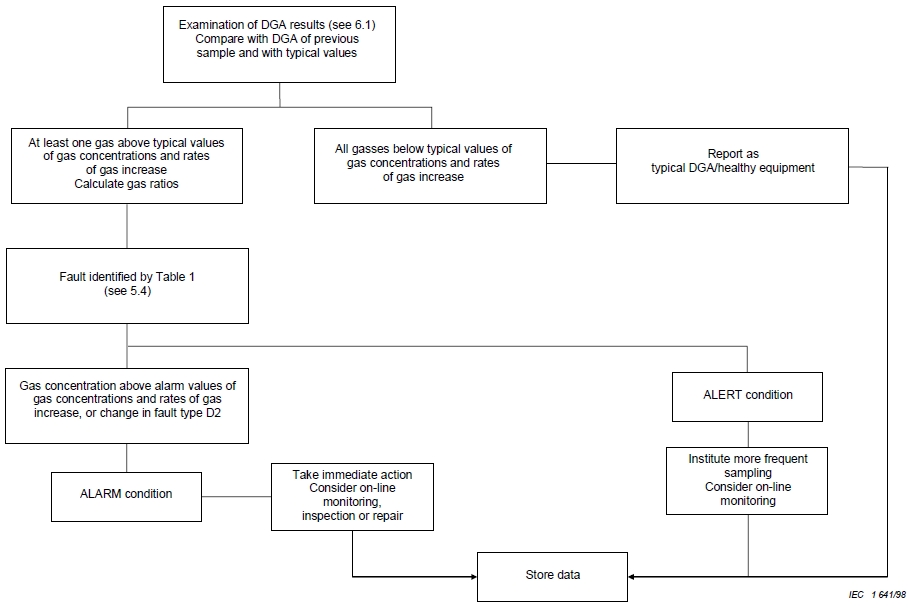 Examination of DGA results (see 6.1)
Compare with DGA of previous
sample and with typical values
At least one gas above typical values
of gas concentrations and rates
of gas increase
Calculate gas ratios
All gasses below typical values of
gas concentrations and rates
of gas increase
Report as
typical DGA/healthy equipment
Fault identified by Table 1
(see 5.4)
Gas concentration above alarm values of
gas concentrations and rates of gas
increase, or change in fault type D2
ALERT condition
Institute more frequent
sampling
Consider on-line
monitoring
ALARM condition
Take immediate action
Consider on-line
monitoring,
inspection or repair
Store data
IEC 1 641/98